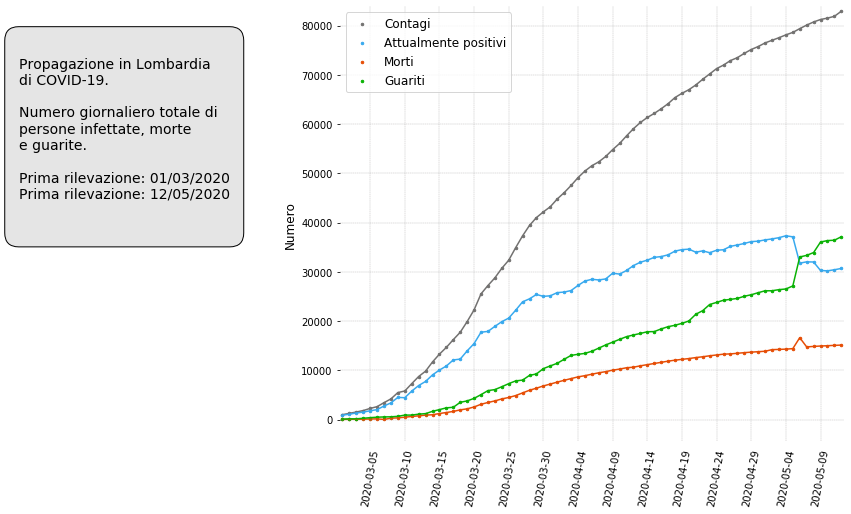 Propagazione in Lombardia
di COVID-19.
Numero giornaliero totale di
persone infettate, morte
e guarite.
Prima rilevazione: 01/03/2020
Prima rilevazione: 12/05/2020
Contagi
Attualmente positivi
Morti
Guariti
Numero
80000
70000
60000
50000
40000
30000
20000
10000
0
2020-03-05
2020-03-10
2020-03-15
2020-03-20
2020-03-25
2020-03-30
2020-04-04
2020-04-09
2020-04-14
2020-04-19
2020-04-24
2020-04-29
2020-05-04
2020-05-09